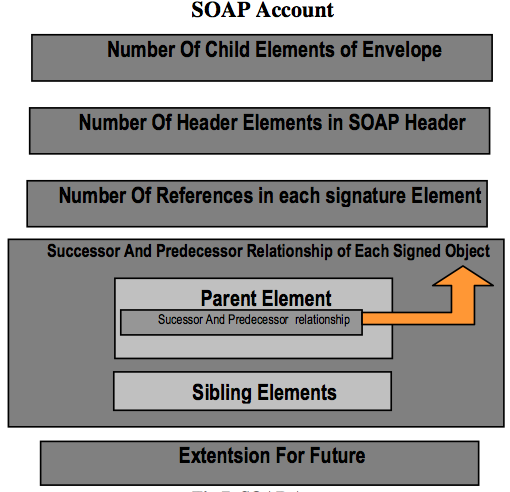 SOAP Account
Number Of Child Elements of Envelope
Number Of Header Elements in SOAP Header
Number Of References in each signature Element
Successor And Predecessor Relationship of Each Signed Object
Parent Element
Sucessor And Predecessor relationship
Sibling Elements
Extentsion For Future